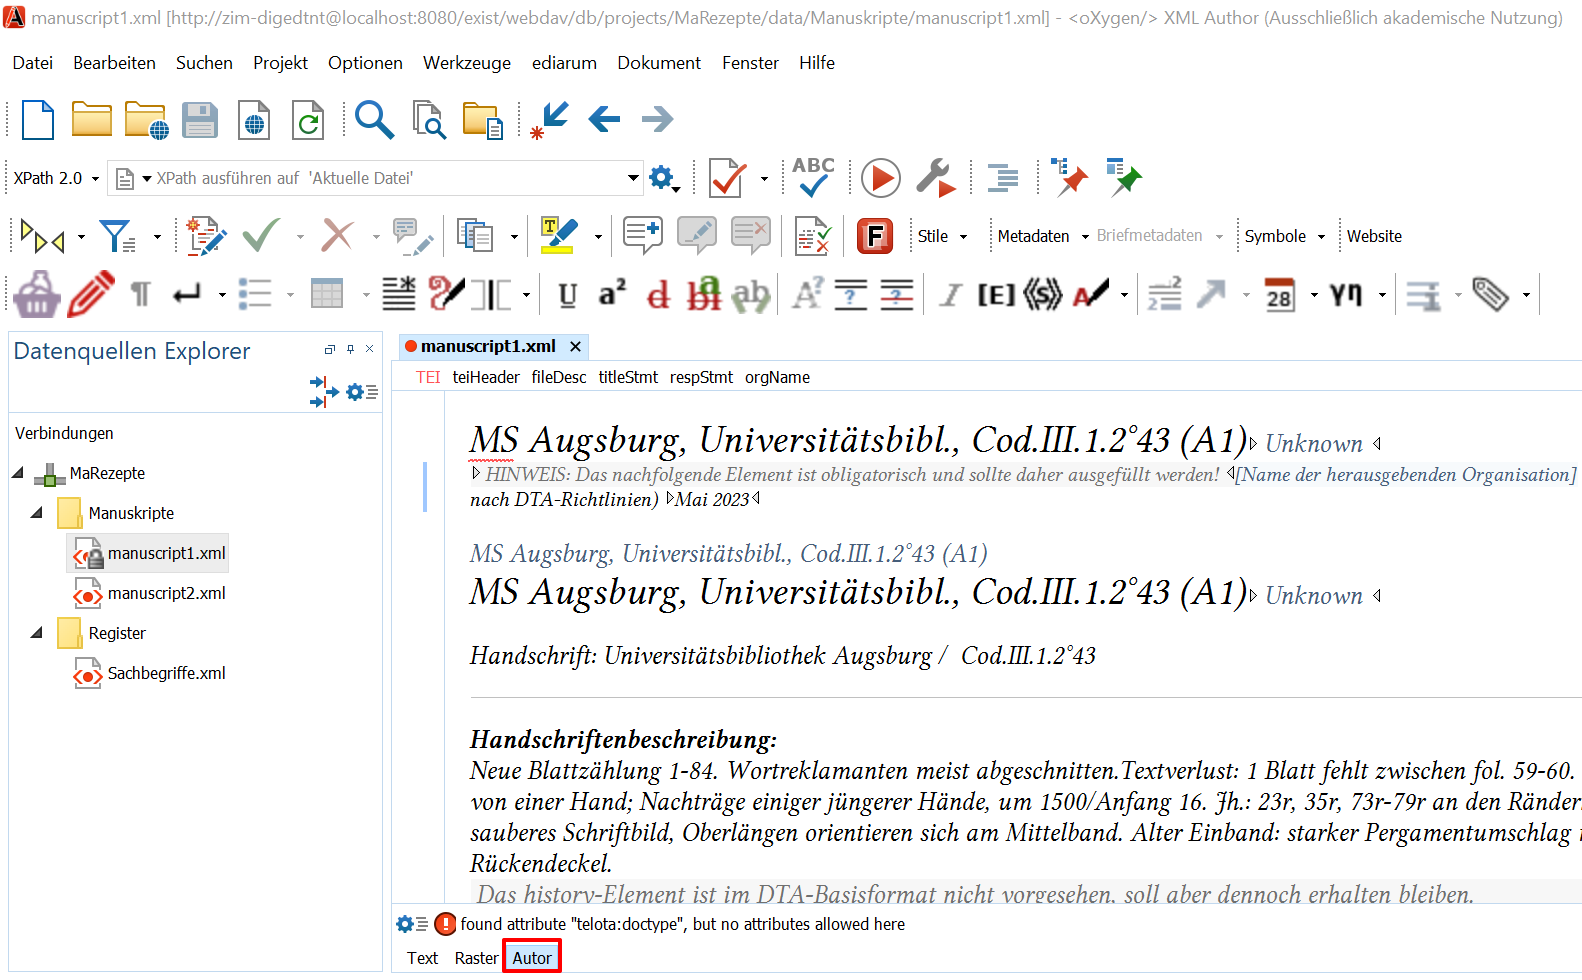 manuscript1.xml [http://zim-digedtnt@localhost:8080/exist/webdav/db/projects/MaRezepte/data/Manuskripte/manuscript1.xml] - <oXygen/> XML Author (Ausschließlich akademische Nutzung)
Datei Bearbeiten Suchen Projekt Optionen Werkzeuge ediarum Dokument Fenster Hilfe
XPath 2.0 XPath ausführen auf 'Aktuelle Datei' ABC
T F Stile Metadaten Briefmetadaten Symbole Website
¶ U a² d bl a ab A? ? ? I [E] «S» A 1 2 2 28 γη
Datenquellen Explorer
Verbindungen
MaRezepte
Manuskripte
manuscript1.xml
manuscript2.xml
Register
Sachbegriffe.xml
manuscript1.xml
TEI teiHeader fileDesc titleStmt respStmt orgName
MS Augsburg, Universitätsbibl., Cod.III.1.2°43 (A1) Unknown
HINWEIS: Das nachfolgende Element ist obligatorisch und sollte daher ausgefüllt werden! [Name der herausgebenden Organisation]
nach DTA-Richtlinien) Mai 2023
MS Augsburg, Universitätsbibl., Cod.III.1.2°43 (A1)
MS Augsburg, Universitätsbibl., Cod.III.1.2°43 (A1) Unknown
Handschrift: Universitätsbibliothek Augsburg / Cod.III.1.2°43
Handschriftenbeschreibung:
Neue Blattzählung 1-84. Wortreklamanten meist abgeschnitten.Textverlust: 1 Blatt fehlt zwischen fol. 59-60.
von einer Hand; Nachträge einiger jüngerer Hände, um 1500/Anfang 16. Jh.: 23r, 35r, 73r-79r an den Rändern
sauberes Schriftbild, Oberlängen orientieren sich am Mittelband. Alter Einband: starker Pergamentumschlag
Rückendeckel.
Das history-Element ist im DTA-Basisformat nicht vorgesehen, soll aber dennoch erhalten bleiben.
found attribute "telota:doctype", but no attributes allowed here
Text Raster Autor